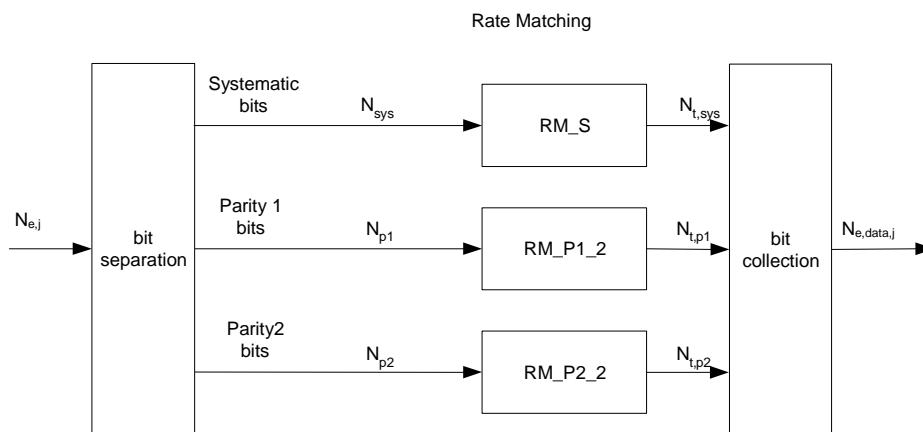 Rate Matching
Systematic
bits
N_sys
RM_S
N_t,sys
N_e,j
bit
separation
Parity 1
bits
N_p1
RM_P1_2
N_t,p1
bit
collection
N_e,data,j
Parity2
bits
N_p2
RM_P2_2
N_t,p2